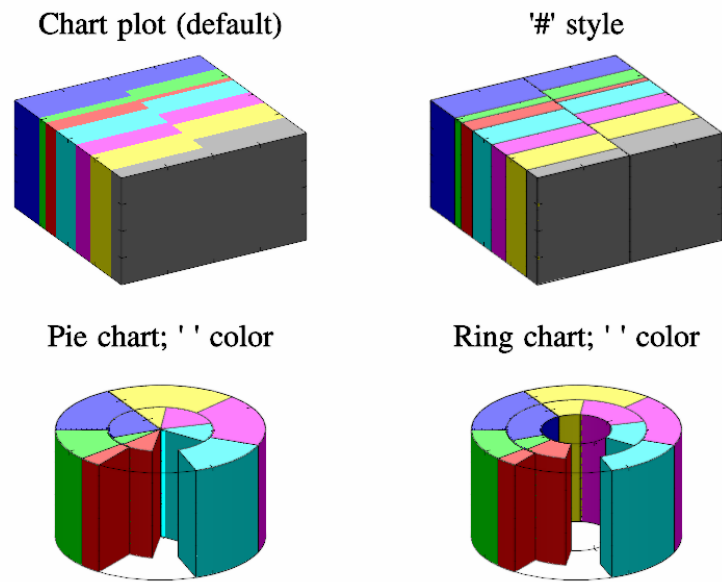 Chart plot (default)
'#' style
Pie chart; ' ' color
Ring chart; ' ' color